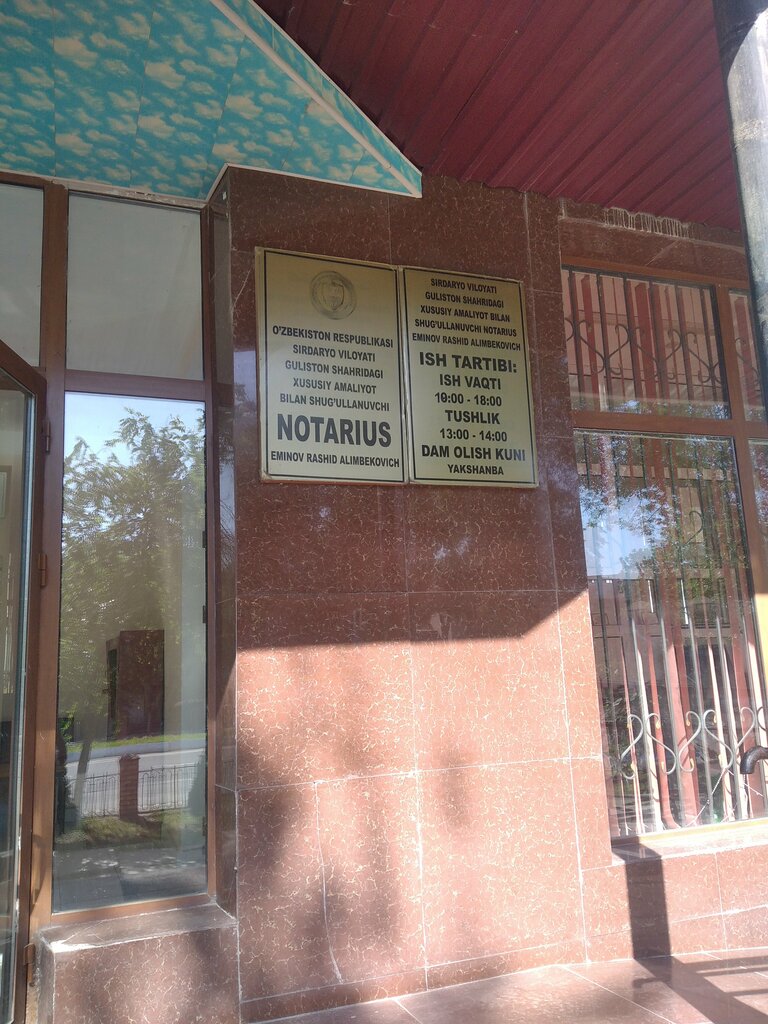 O'ZBEKISTON RESPUBLIKASI
SIRDARYO VILOYATI
GULISTON SHAHRIDAGI
XUSUSIY AMALIYOT
BILAN SHUG'ULLANUVCHI
NOTARIUS
EMINOV RASHID ALIMBEKOVICH
SIRDARYO VILOYATI
GULISTON SHAHRIDAGI
XUSUSIY AMALIYOT BILAN
SHUG'ULLANUVCHI NOTARIUS
EMINOV RASHID ALIMBEKOVICH
ISH TARTIBI:
ISH VAQTI
10:00 - 18:00
TUSHLIK
13:00 - 14:00
DAM OLISH KUNI
YAKSHANBA